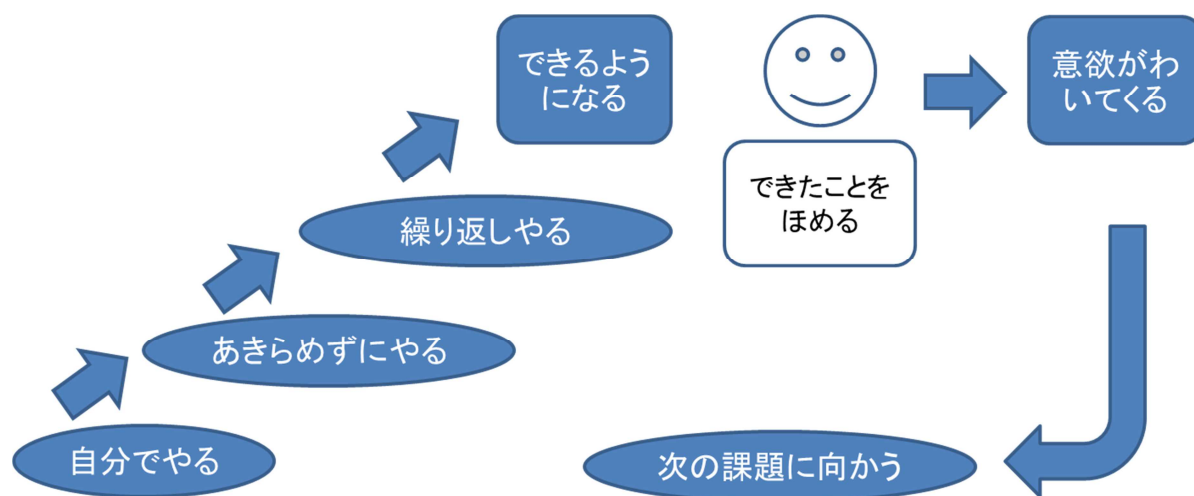 できるよう
になる
意欲がわ
いてくる
できたことを
ほめる
繰り返しやる
あきらめずにやる
自分でやる
次の課題に向かう